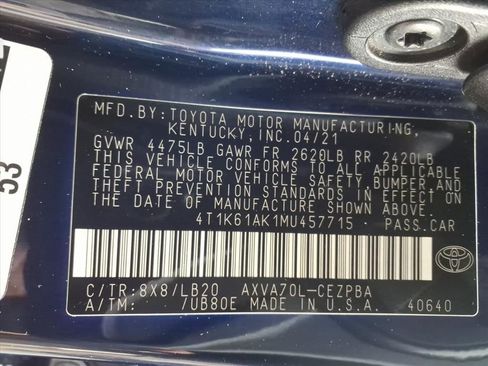 MFD.BY:TOYOTA MOTOR MANUFACTURING,
KENTUCKY,INC.04/21
GVWR 4475LB GAWR FR 2620LB RR 2420LB
THIS VEHICLE CONFORMS TO ALL APPLICABLE
FEDERAL MOTOR VEHICLE SAFETY,BUMPER,AND
THEFT PREVENTION STANDARDS IN EFFECT ON
THE DATE OF MANUFACTURE SHOWN ABOVE.
4T1K61AK1MU457715 PASS.CAR
C/TR:8X8/LB20 AXVA70L-CEZPBA
A/TM: /UB80E MADE IN U.S.A. 40640
53